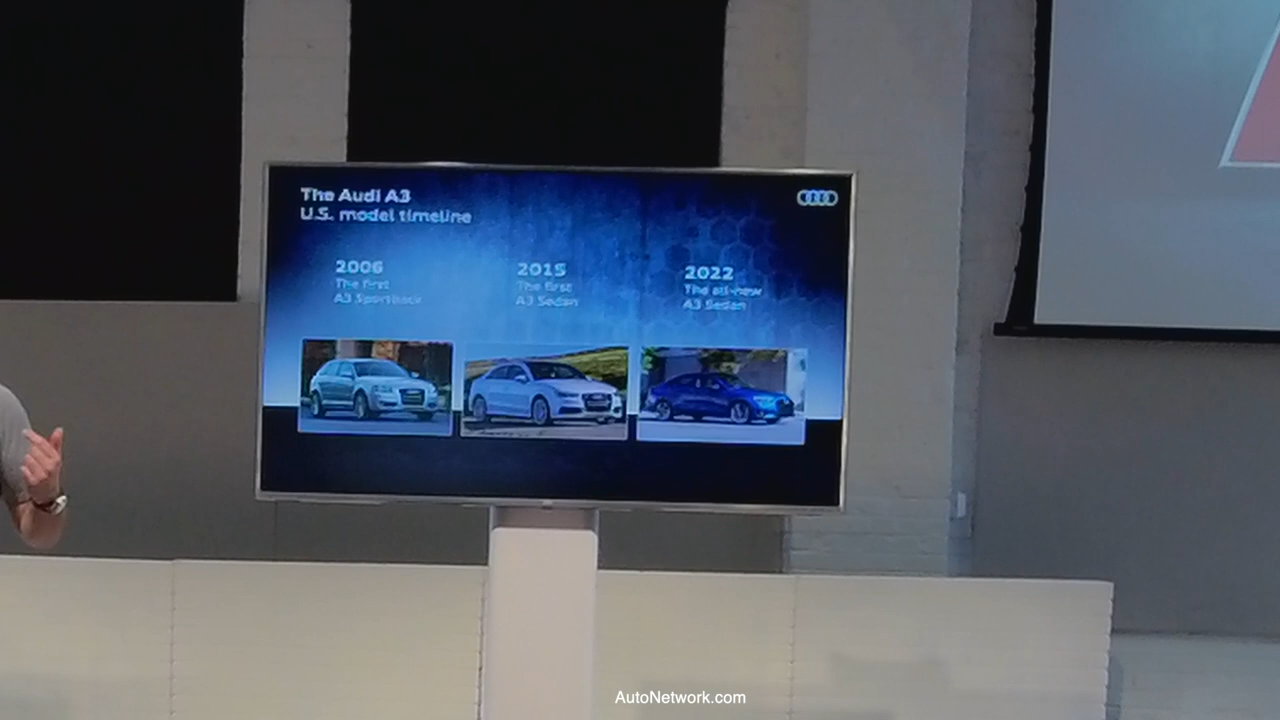 The Audi A3
U.S. model timeline
2006
The first
A3 Sportback
2015
The first
A3 Sedan
2022
The all-new
A3 Sedan
AutoNetwork.com